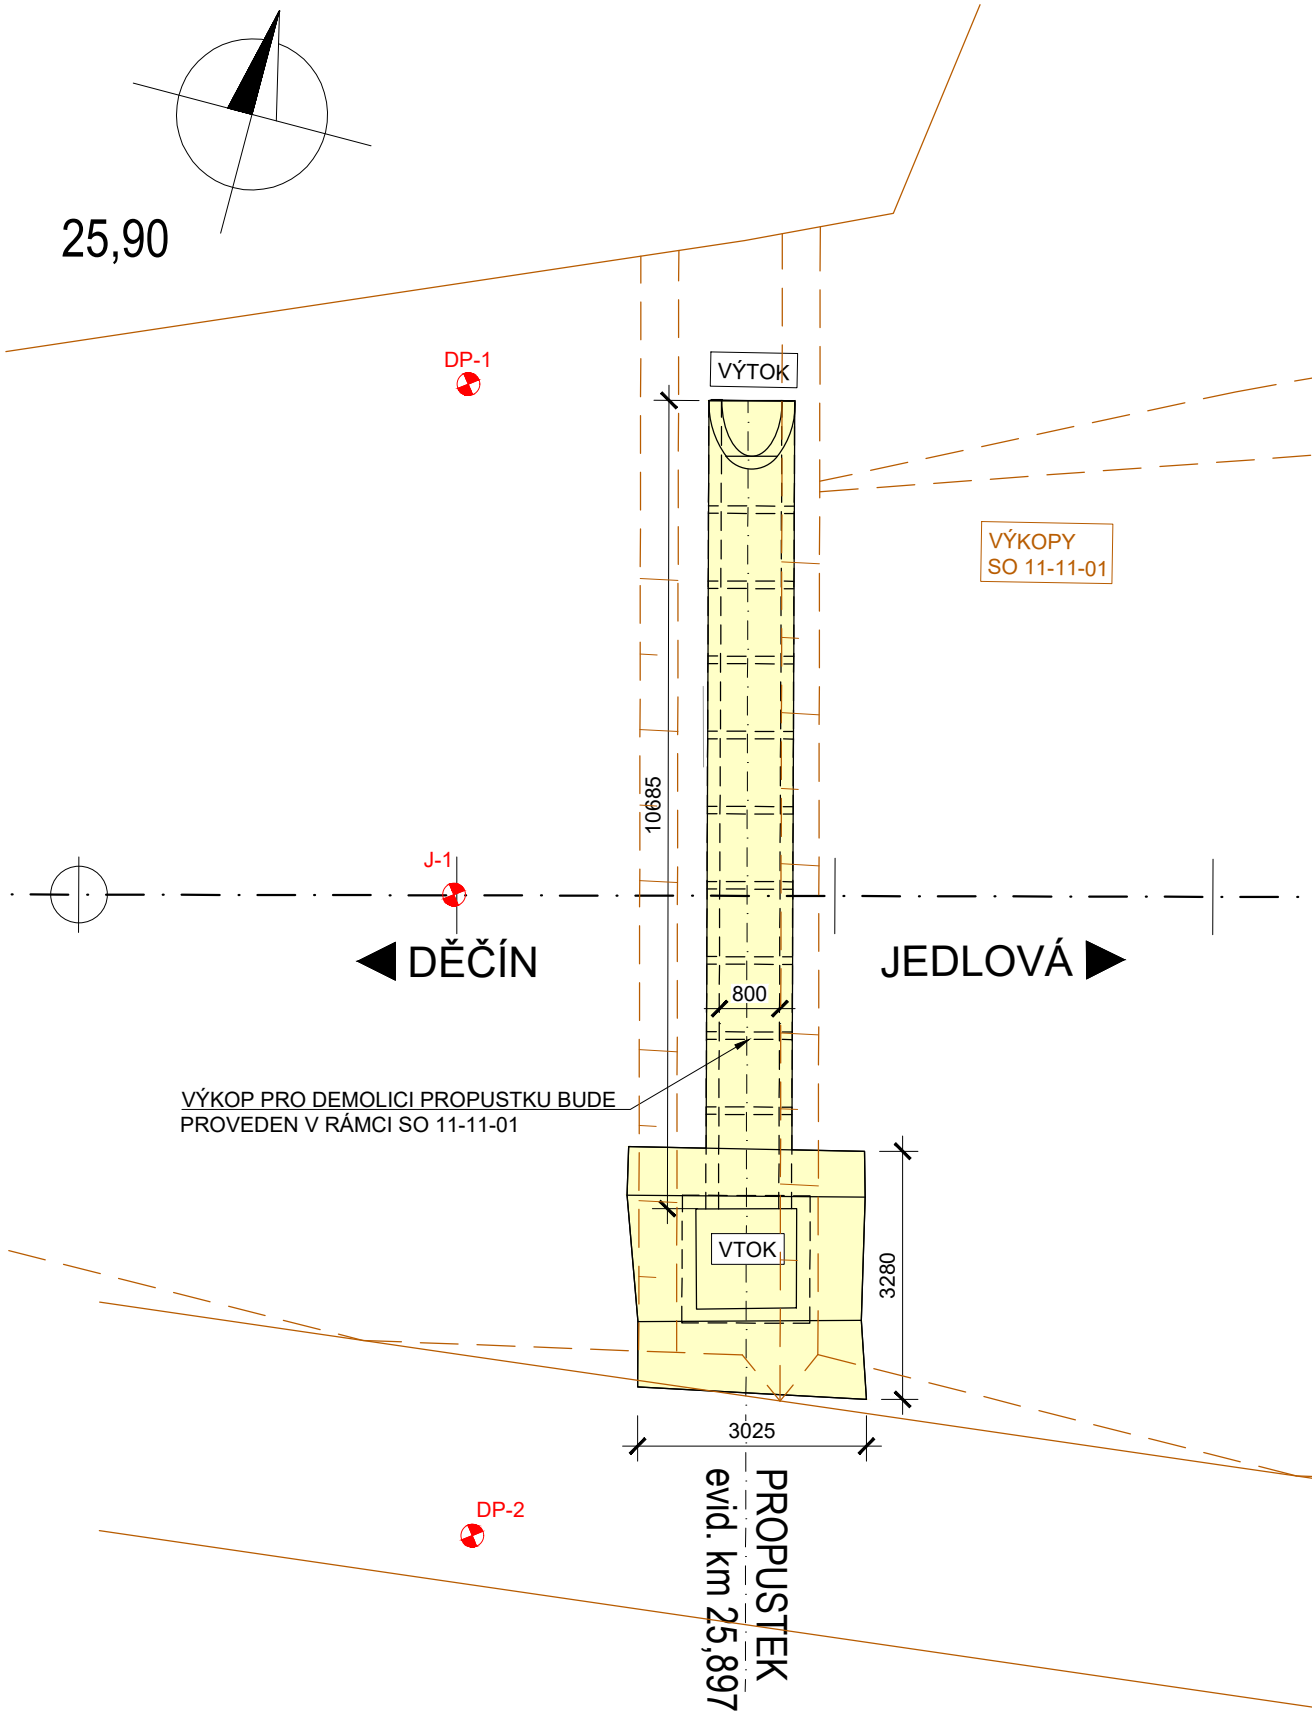 25,90
DP-1
VÝTOK
VÝKOPY
SO 11-11-01
10685
J-1
DĚČÍN
JEDLOVÁ
800
VÝKOP PRO DEMOLICI PROPUSTKU BUDE
PROVEDEN V RÁMCI SO 11-11-01
VTOK
3280
3025
DP-2
PROPUSTEK
evid. km 25,897